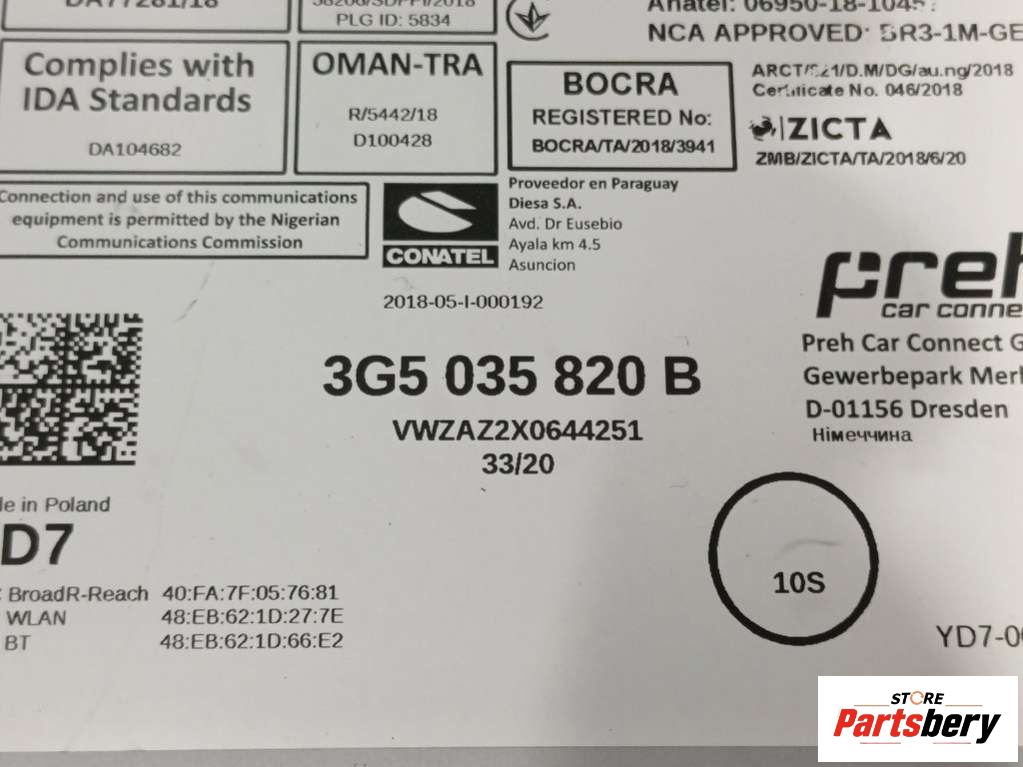 DA77281/18
PLG ID: 5834
Anatel: 06950-18-1045
NCA APPROVED: BR3-1M-GE
Complies with
IDA Standards
DA104682
OMAN-TRA
R/5442/18
D100428
BOCRA
REGISTERED No:
BOCRA/TA/2018/3941
/D.M/DG/au.ng/2018
Certificate No. 046/2018
ZICTA
ZMB/ZICTA/TA/2018/6/20
Connection and use of this communications
equipment is permitted by the Nigerian
Communications Commission
CONATEL
Proveedor en Paraguay
Diesa S.A.
Avd. Dr Eusebio
Ayala km 4.5
Asuncion
2018-05-I-000192
preh
car conne
Preh Car Connect G
Gewerbepark Merl
D-01156 Dresden
Німеччина
3G5 035 820 B
VWZAZ2X0644251
33/20
de in Poland
D7
BroadR-Reach 40:FA:7F:05:76:81
WLAN 48:EB:62:1D:27:7E
BT 48:EB:62:1D:66:E2
10S
YD7-0
STORE
Partsbery